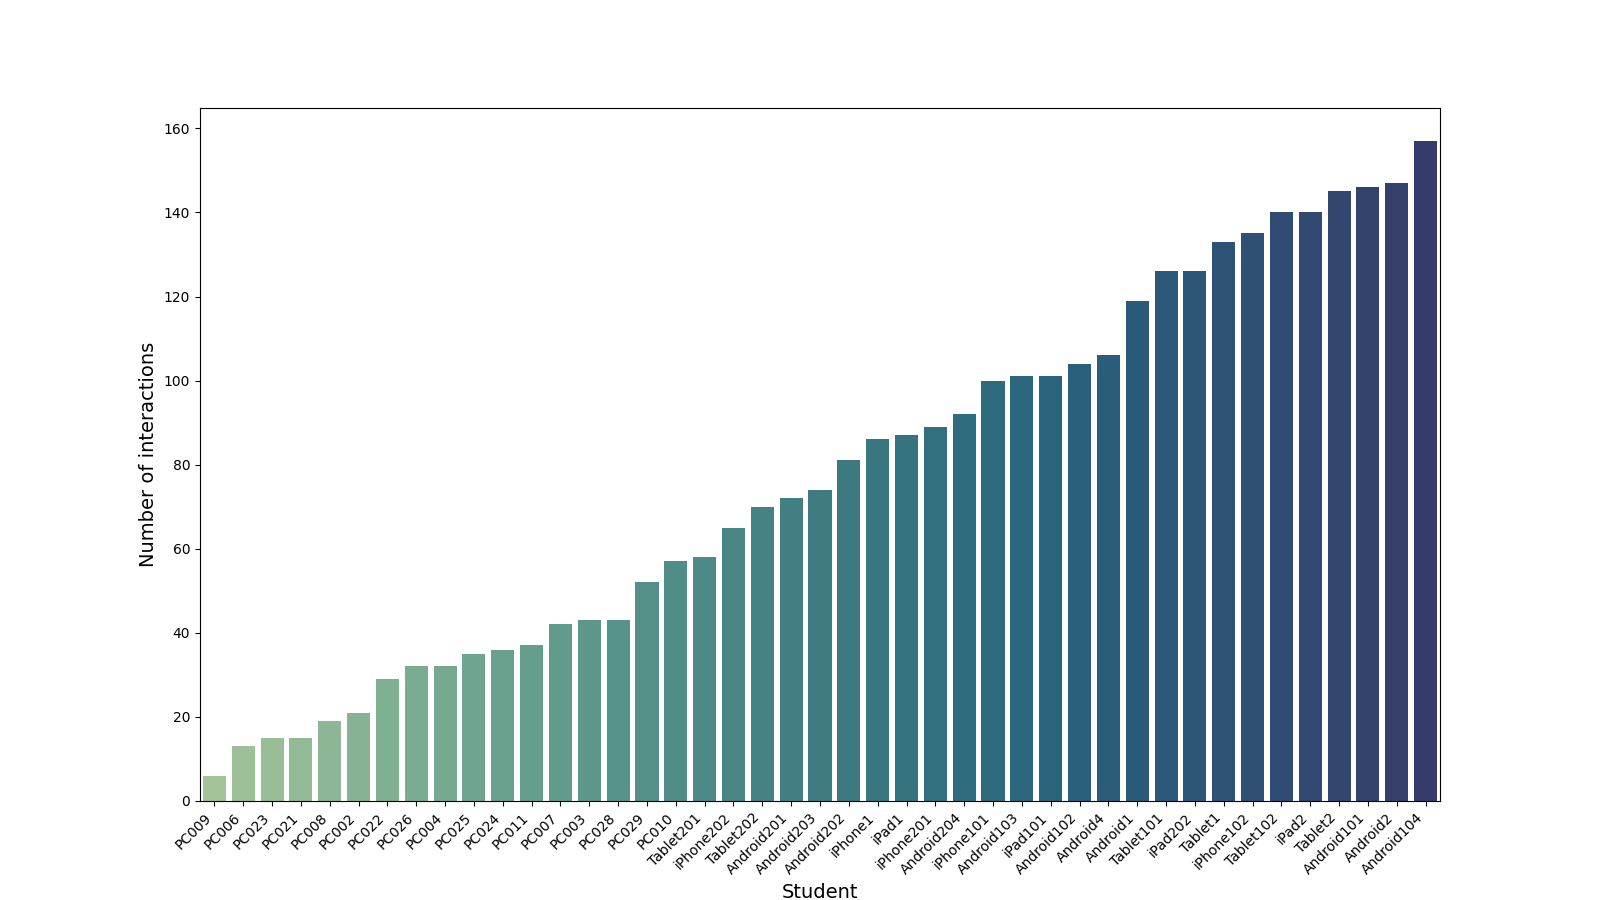 160
140
120
100
80
60
40
20
0
Number of interactions
PC009
PC006
PC023
PC021
PC008
PC002
PC022
PC026
PC004
PC025
PC024
PC011
PC007
PC003
PC028
PC029
PC010
Tablet201
iPhone202
Tablet202
Android201
Android203
Android202
iPhone1
iPad1
iPhone201
Android204
iPhone101
Android103
iPad101
Android102
Android4
Android1
Tablet101
iPad202
Tablet1
iPhone102
Tablet102
iPad2
Tablet2
Android101
Android2
Android104
Student